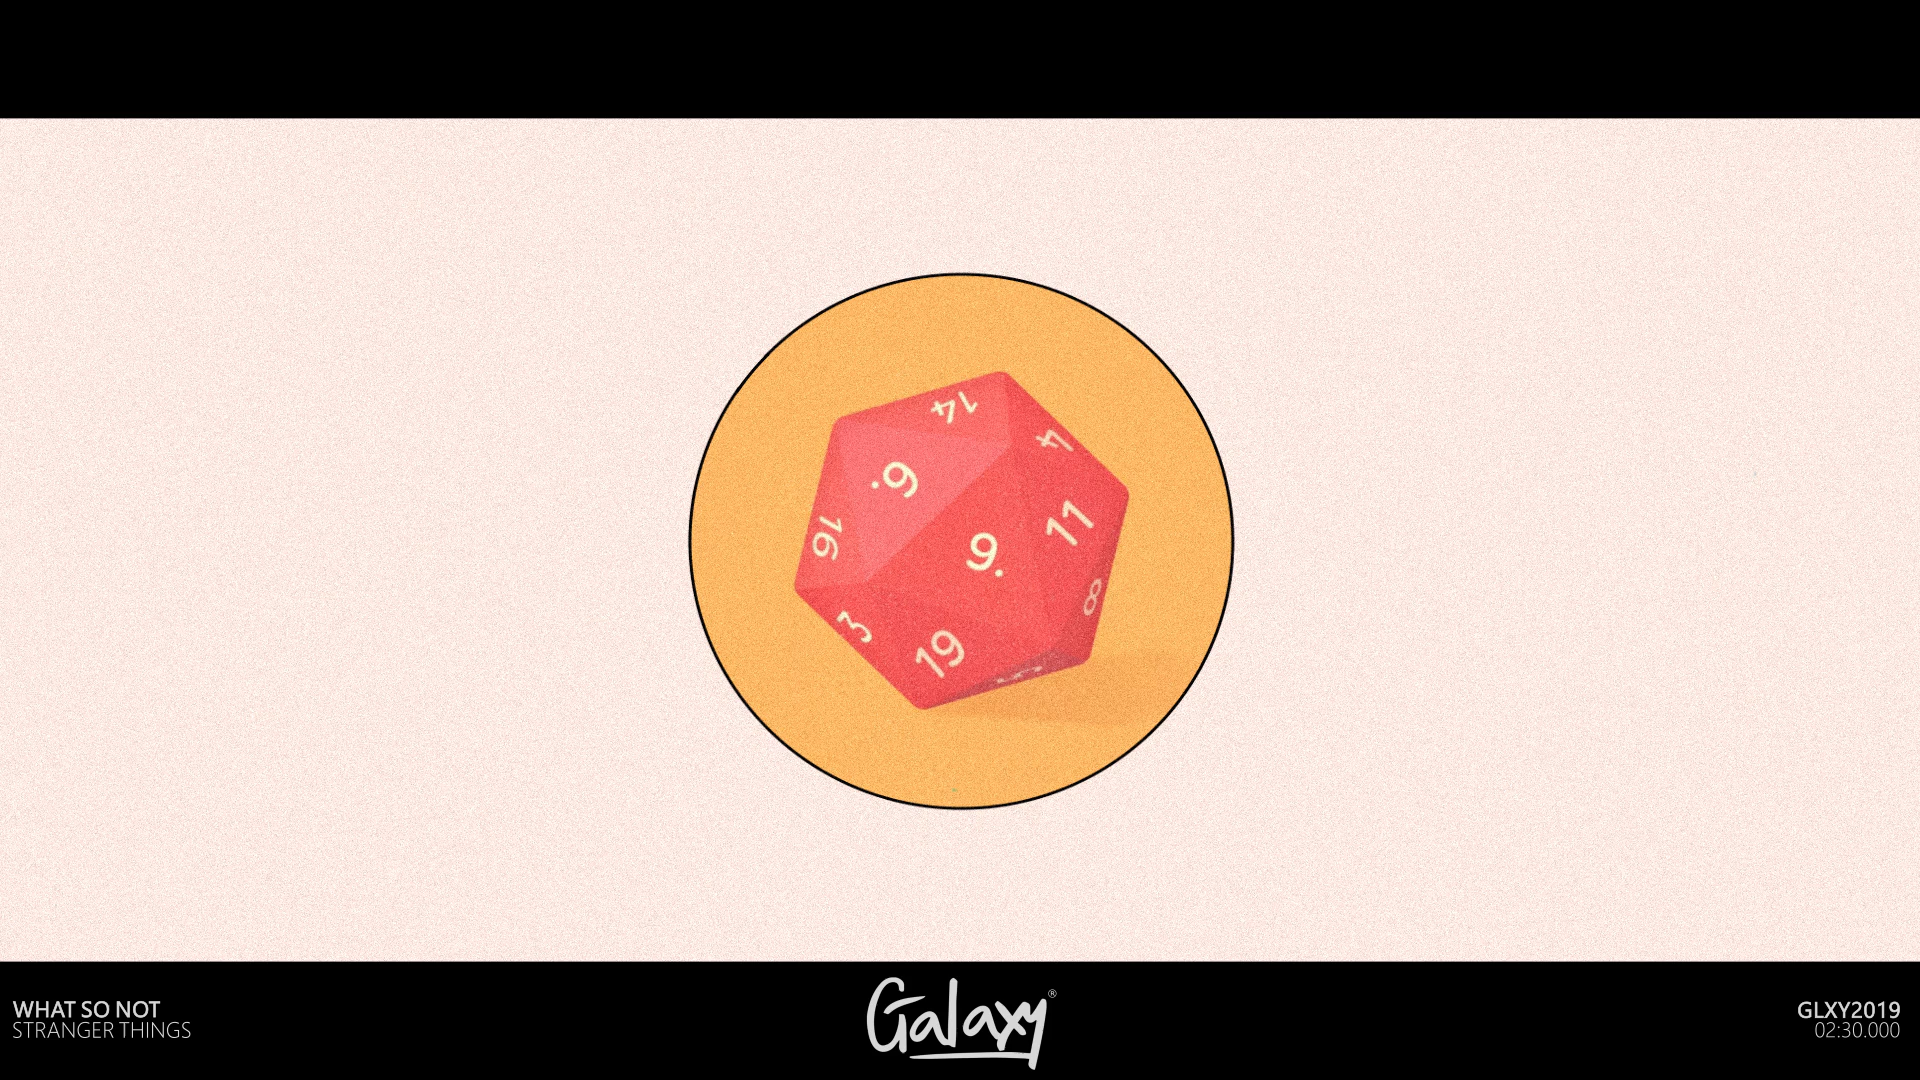 14
4
6.
16
9.
11
8
3
19
WHAT SO NOT
STRANGER THINGS
Galaxy®
GLXY2019
02:30.000